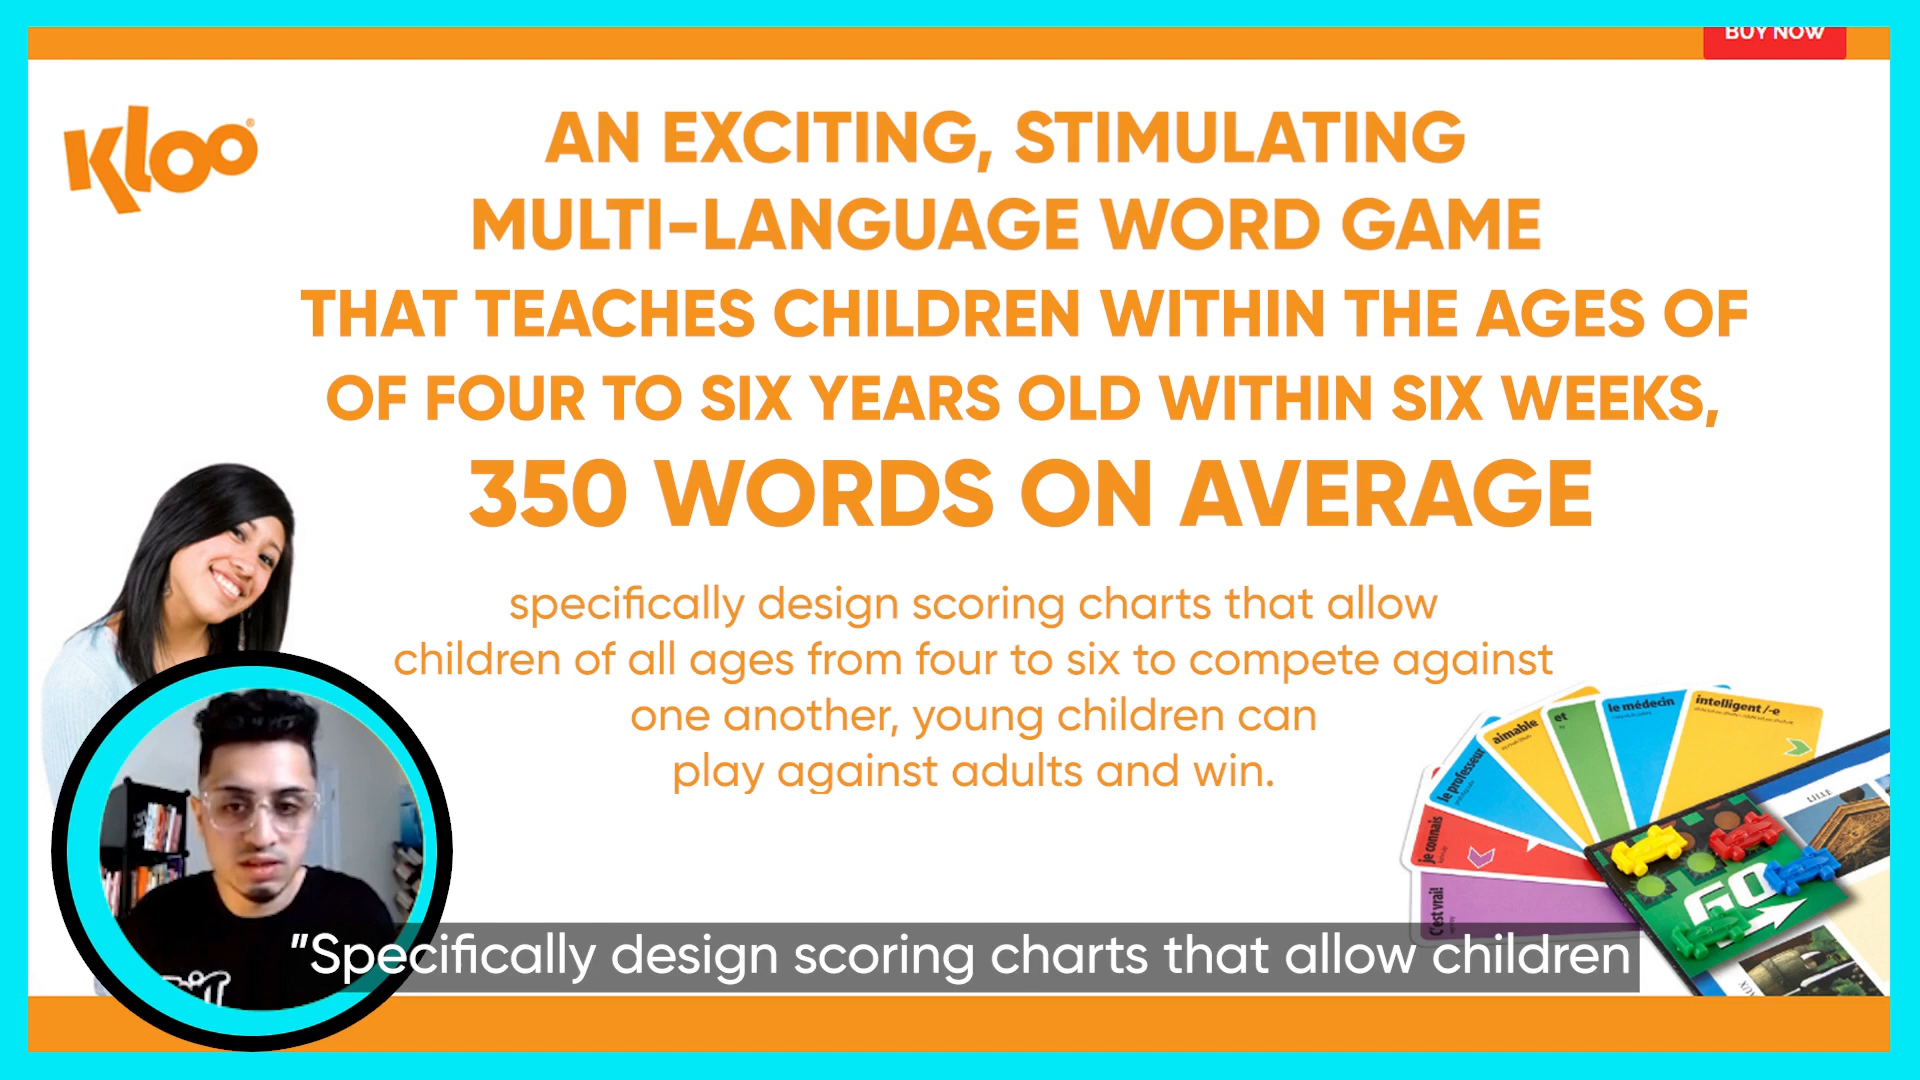 BUY NOW
Kloo®
AN EXCITING, STIMULATING
MULTI-LANGUAGE WORD GAME
THAT TEACHES CHILDREN WITHIN THE AGES OF
OF FOUR TO SIX YEARS OLD WITHIN SIX WEEKS,
350 WORDS ON AVERAGE
specifically design scoring charts that allow
children of all ages from four to six to compete against
one another, young children can
play against adults and win.
C'est vrai!
je connais
le professeur
aimable
et
le médecin
intelligent/-e
LILLE
GO
"Specifically design scoring charts that allow children